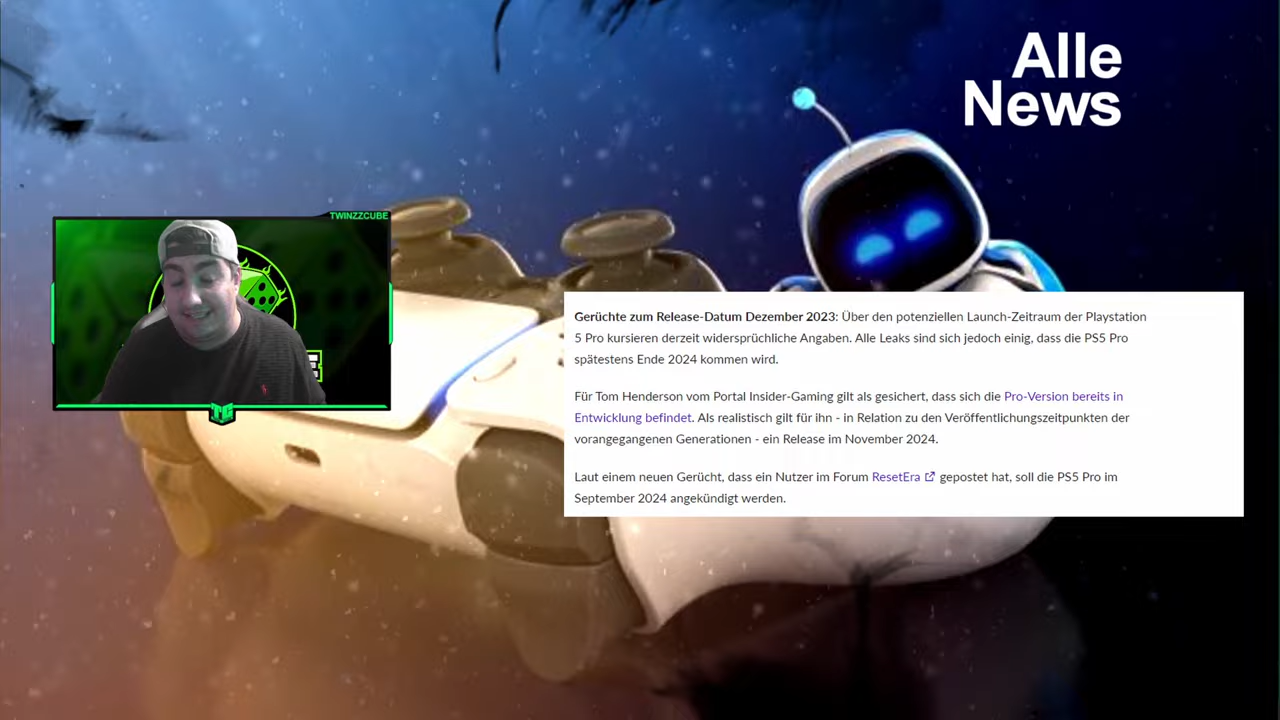 Alle
News
TWINZZCUBE
Gerüchte zum Release-Datum Dezember 2023: Über den potenziellen Launch-Zeitraum der Playstation
5 Pro kursieren derzeit widersprüchliche Angaben. Alle Leaks sind sich jedoch einig, dass die PS5 Pro
spätestens Ende 2024 kommen wird.
Für Tom Henderson vom Portal Insider-Gaming gilt als gesichert, dass sich die Pro-Version bereits in
Entwicklung befindet. Als realistisch gilt für ihn - in Relation zu den Veröffentlichungszeitpunkten der
vorangegangenen Generationen - ein Release im November 2024.
Laut einem neuen Gerücht, dass ein Nutzer im Forum ResetEra gepostet hat, soll die PS5 Pro im
September 2024 angekündigt werden.
TC